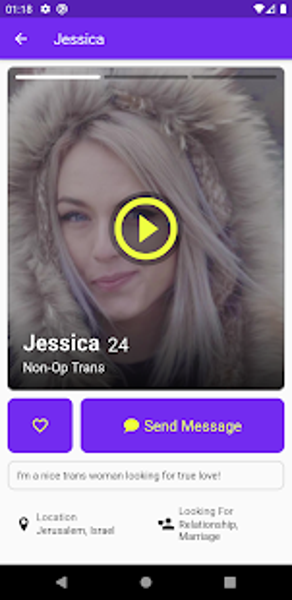 01:18
Jessica
Jessica 24
Non-Op Trans
Send Message
I'm a nice trans woman looking for true love!
Location
Jerusalem, Israel
Looking For
Relationship,
Marriage